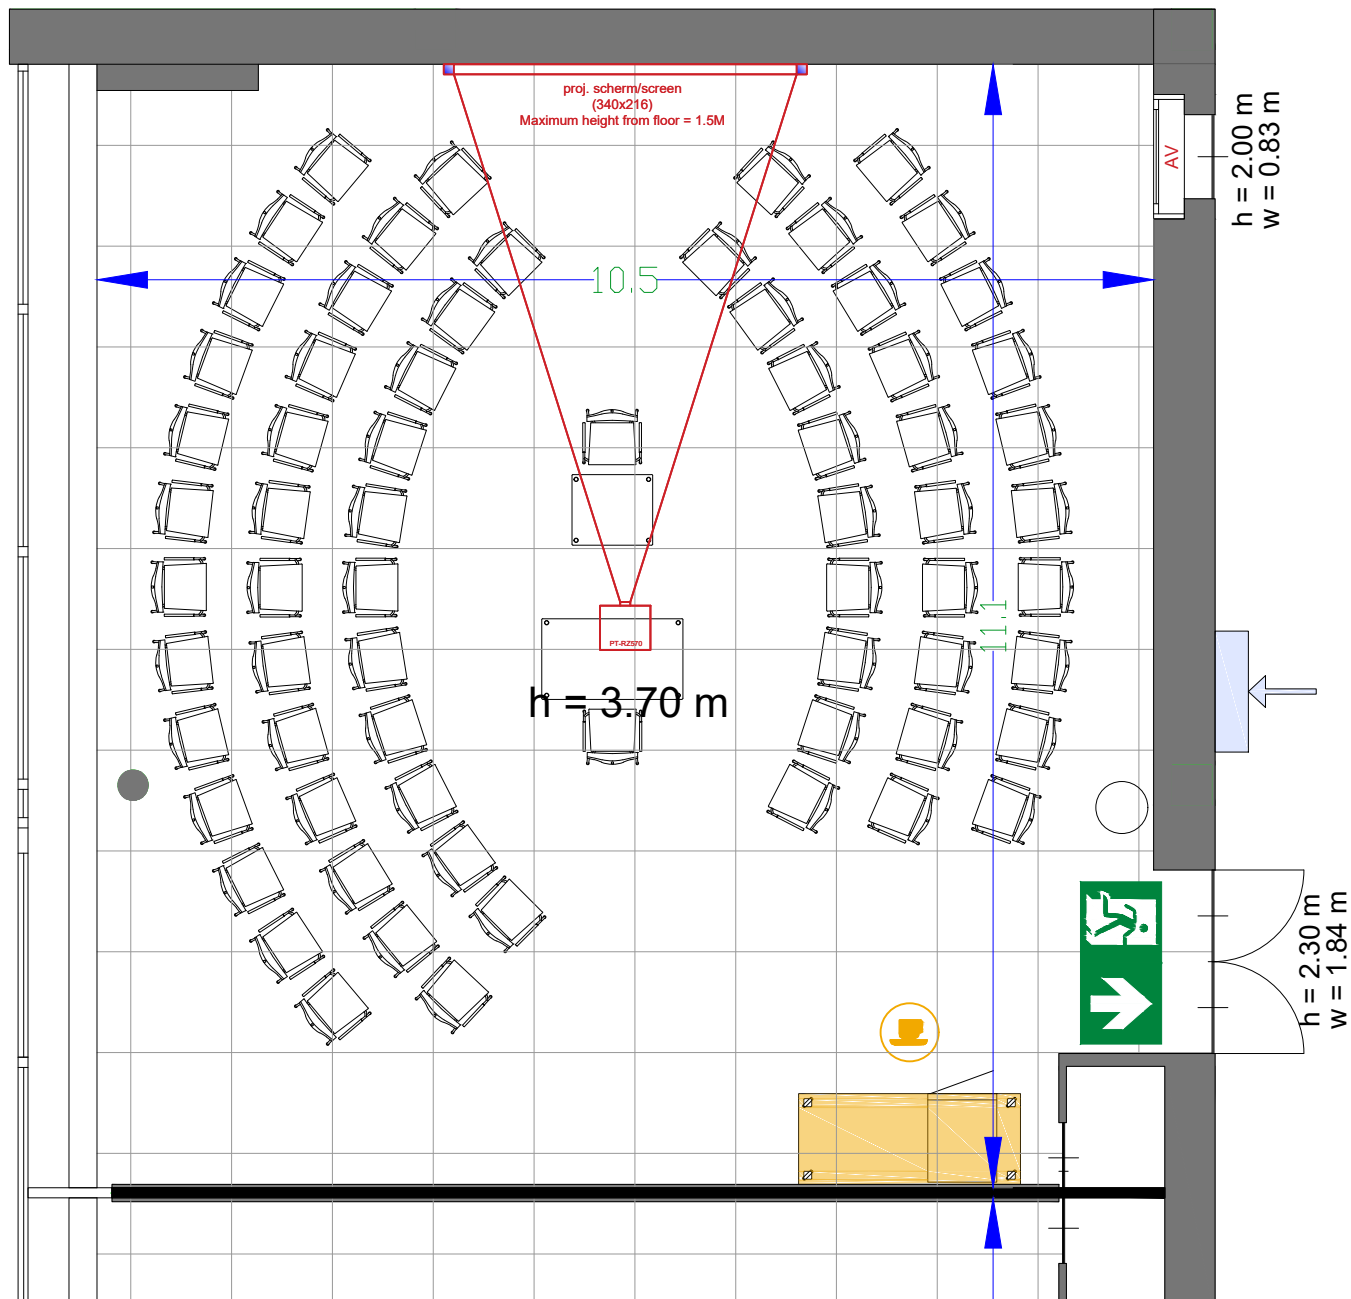 proj. scherm/screen
(340x216)
Maximum height from floor = 1.5M
AV
h = 2.00 m
w = 0.83 m
10.5
11.1
PT-RZ570
h = 3.70 m
h = 2.30 m
w = 1.84 m